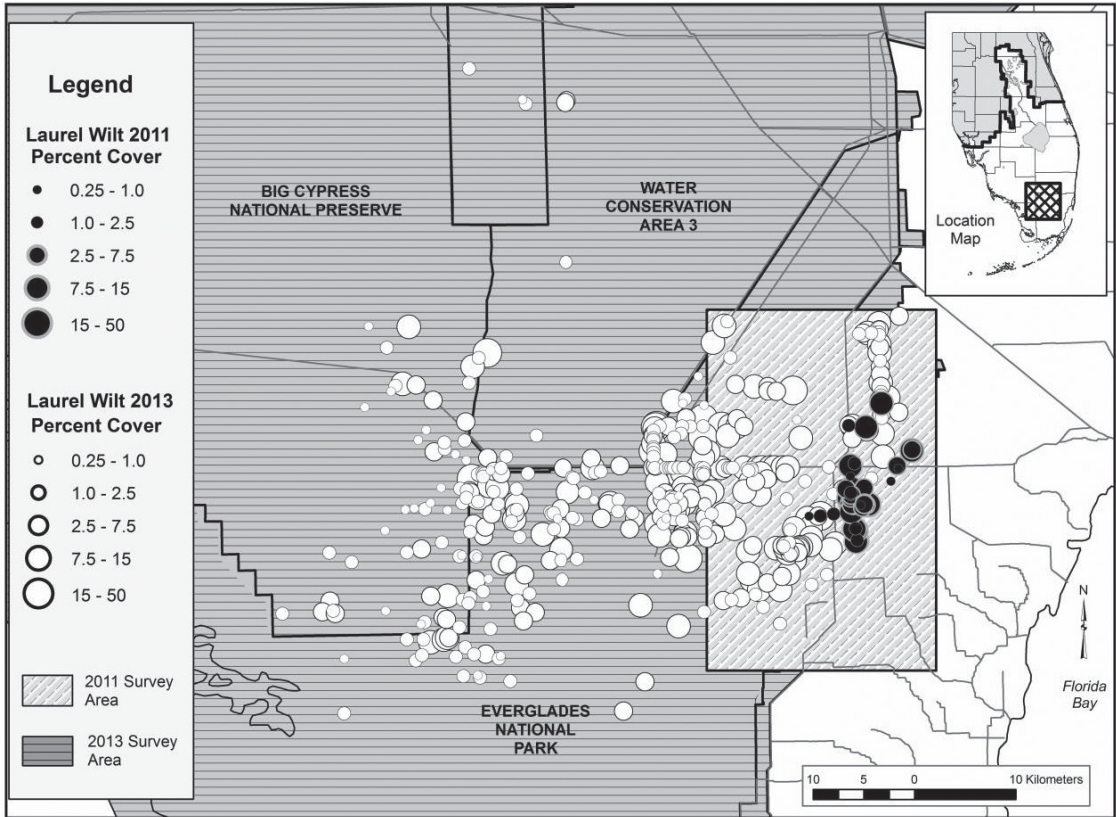 Legend
Laurel Wilt 2011
Percent Cover
0.25 - 1.0
1.0 - 2.5
2.5 - 7.5
7.5 - 15
15 - 50
Laurel Wilt 2013
Percent Cover
0.25 - 1.0
1.0 - 2.5
2.5 - 7.5
7.5 - 15
15 - 50
2011 Survey
Area
2013 Survey
Area
BIG CYPRESS
NATIONAL PRESERVE
WATER
CONSERVATION
AREA 3
EVERGLADES
NATIONAL
PARK
Location
Map
N
S
Florida
Bay
10 5 0 10 Kilometers